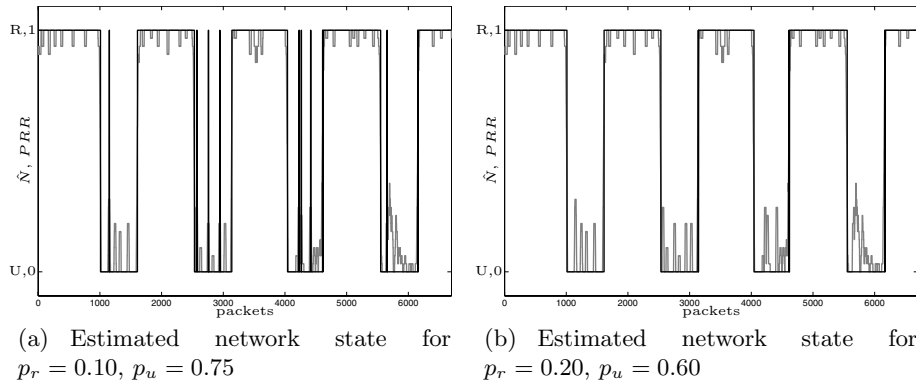 R,1
U,0
N̂, PRR
0 1000 2000 3000 4000 5000 6000
packets
(a) Estimated network state for
p_r = 0.10, p_u = 0.75
R,1
U,0
N̂, PRR
0 1000 2000 3000 4000 5000 6000
packets
(b) Estimated network state for
p_r = 0.20, p_u = 0.60